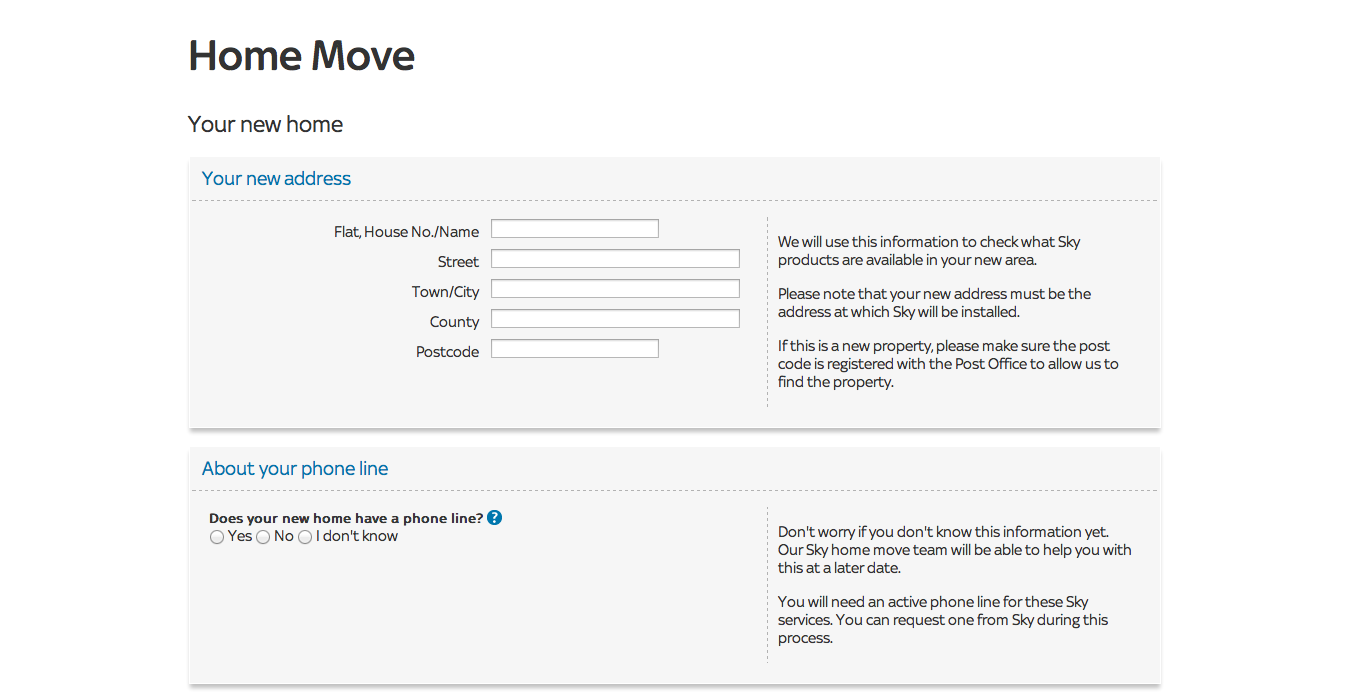 Home Move
Your new home
Your new address
Flat, House No./Name
Street
Town/City
County
Postcode
We will use this information to check what Sky
products are available in your new area.
Please note that your new address must be the
address at which Sky will be installed.
If this is a new property, please make sure the post
code is registered with the Post Office to allow us to
find the property.
About your phone line
Does your new home have a phone line? ?
Yes No I don't know
Don't worry if you don't know this information yet.
Our Sky home move team will be able to help you with
this at a later date.
You will need an active phone line for these Sky
services. You can request one from Sky during this
process.